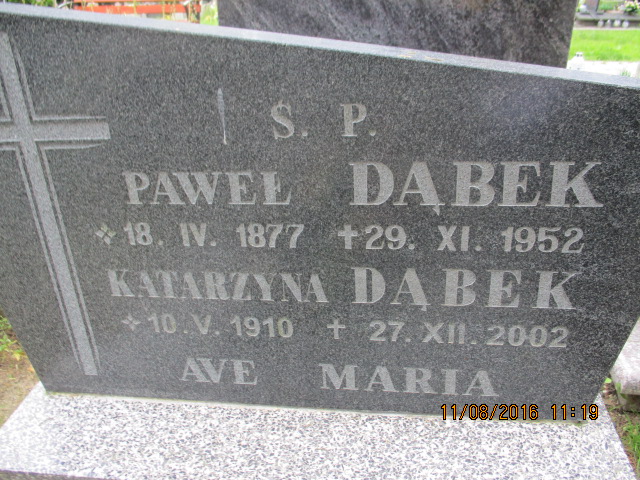 Ś. P.
PAWEŁ DĄBEK
18. IV. 1877 +29. XI. 1952
KATARZYNA DĄBEK
10. V. 1910 + 27. XII. 2002
AVE MARIA
11/08/2016 11:19